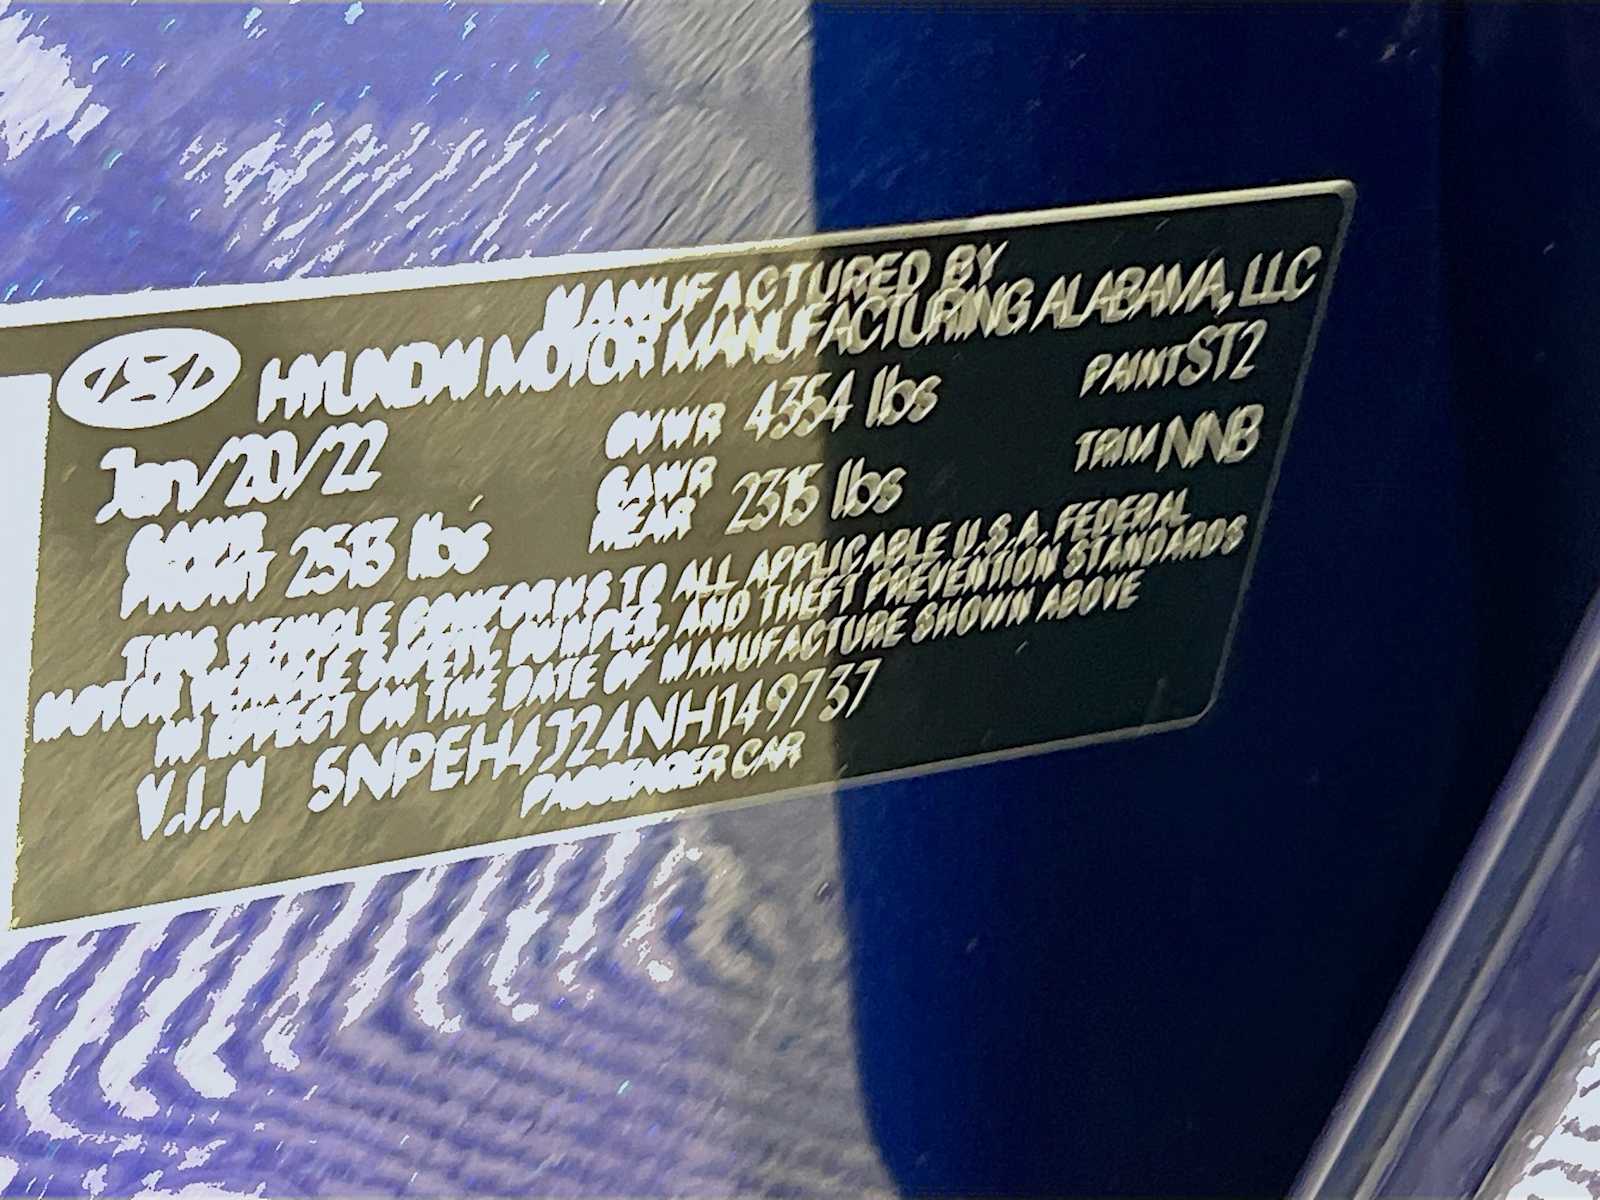 MANUFACTURED BY
HYUNDAI MOTOR MANUFACTURING ALABAMA, LLC
Jan/20/22 GVWR 4354 lbs PAINT ST2
GAWR FRONT 2513 lbs GAWR REAR 2315 lbs TRIM NNB
THIS VEHICLE CONFORMS TO ALL APPLICABLE U.S.A. FEDERAL
MOTOR VEHICLE SAFETY, BUMPER, AND THEFT PREVENTION STANDARDS
IN EFFECT ON THE DATE OF MANUFACTURE SHOWN ABOVE
V.I.N 5NPEH4J24NH149737
PASSENGER CAR